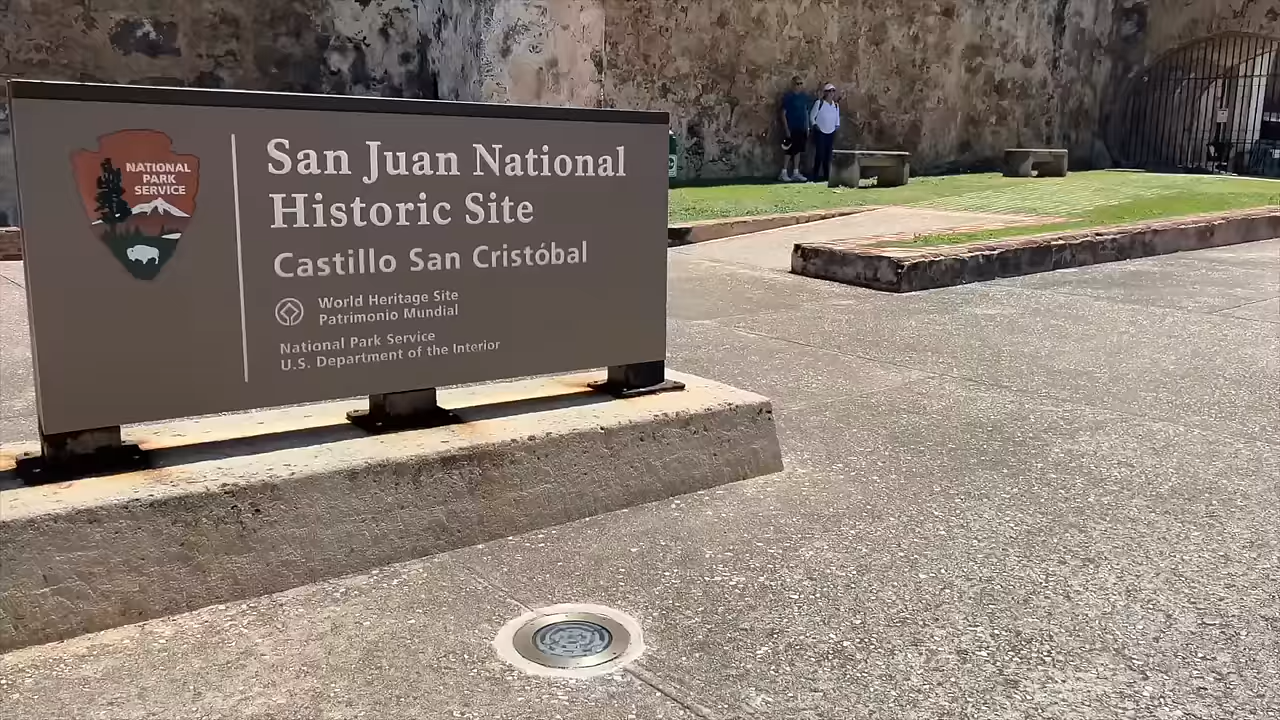 NATIONAL
PARK
SERVICE
San Juan National
Historic Site
Castillo San Cristóbal
World Heritage Site
Patrimonio Mundial
National Park Service
U.S. Department of the Interior